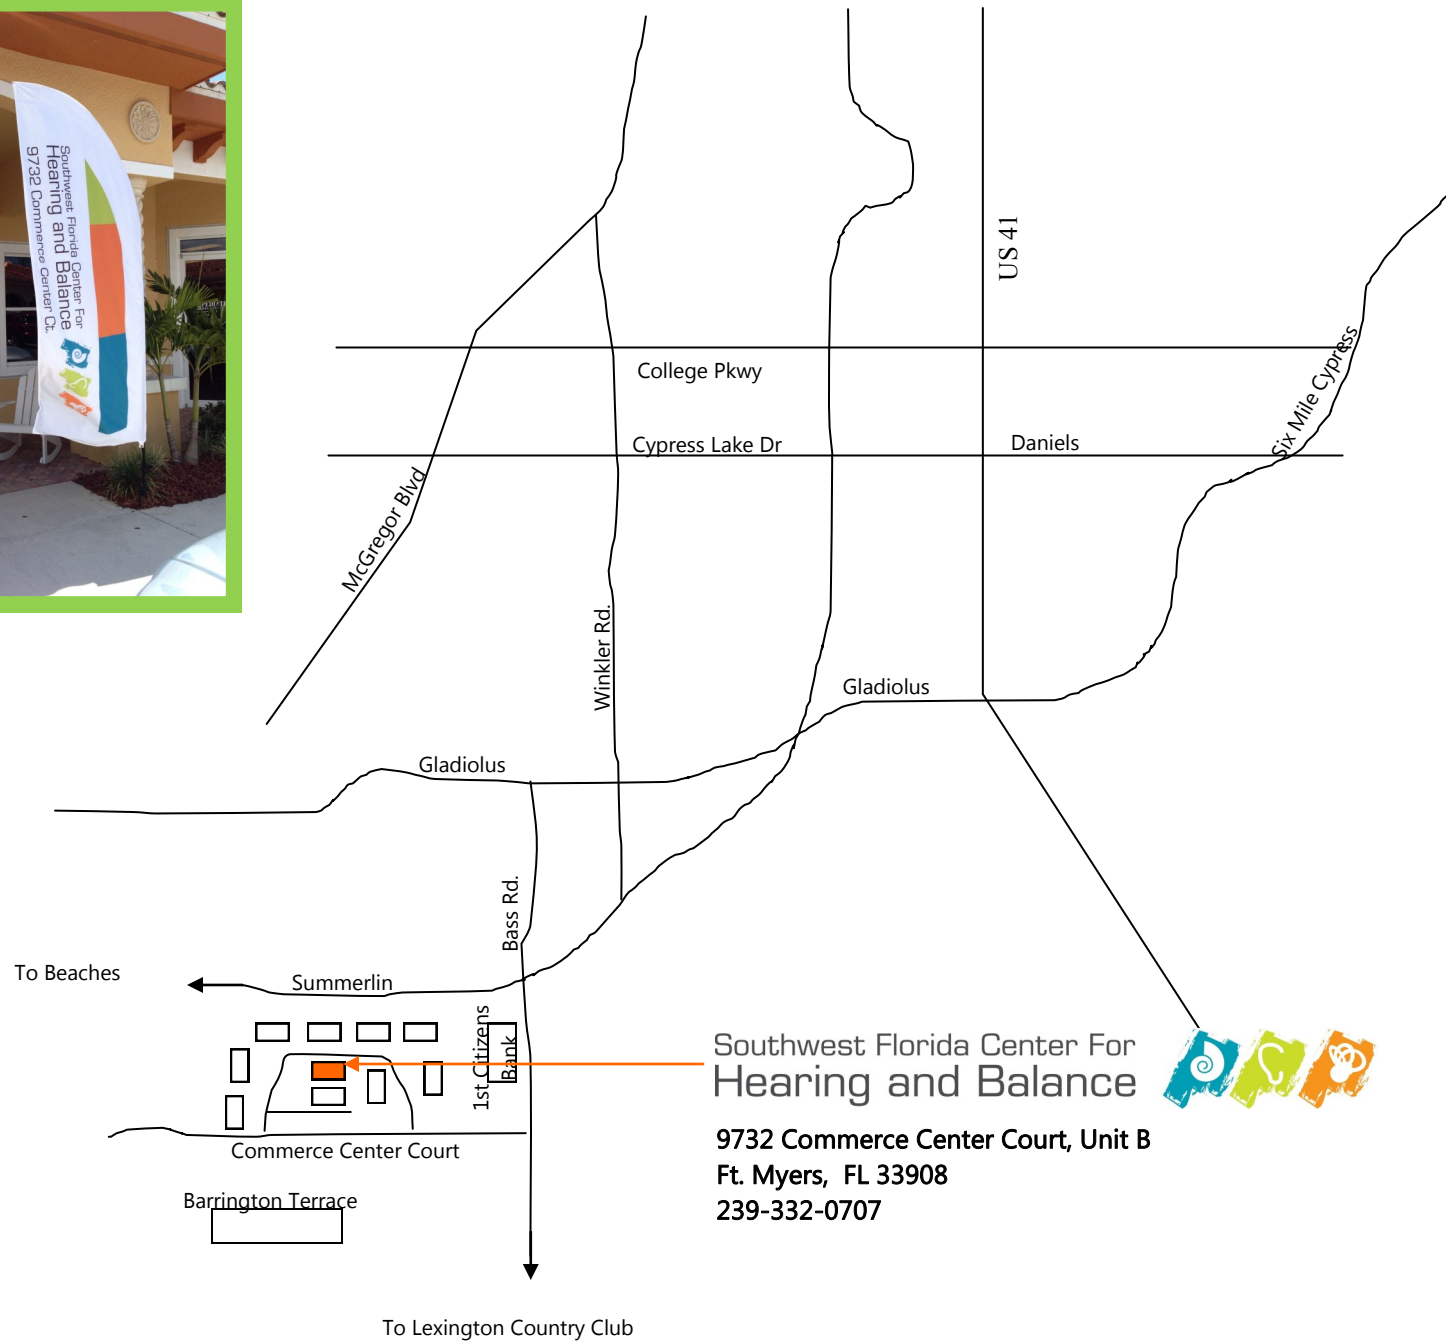 Southwest Florida Center For
Hearing and Balance
9732 Commerce Center Ct.
US 41
College Pkwy
Six Mile Cypress
Cypress Lake Dr
Daniels
McGregor Blvd
Winkler Rd.
Gladiolus
Gladiolus
Bass Rd.
To Beaches
Summerlin
1st Citizens
Bank
Southwest Florida Center For
Hearing and Balance
9732 Commerce Center Court, Unit B
Ft. Myers, FL 33908
239-332-0707
Commerce Center Court
Barrington Terrace
To Lexington Country Club